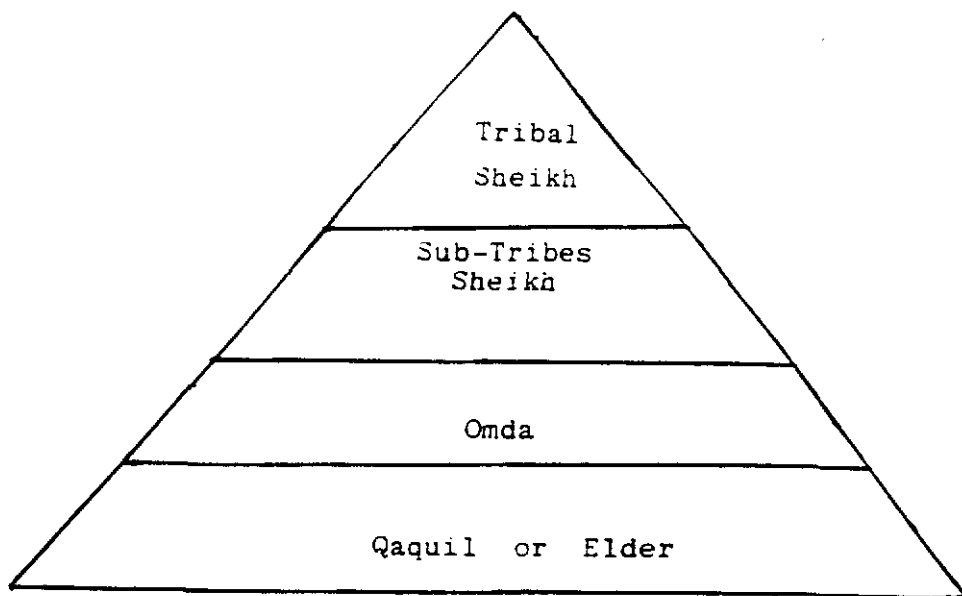 Tribal
Sheikh
Sub-Tribes
Sheikh
Omda
Qaquil or Elder